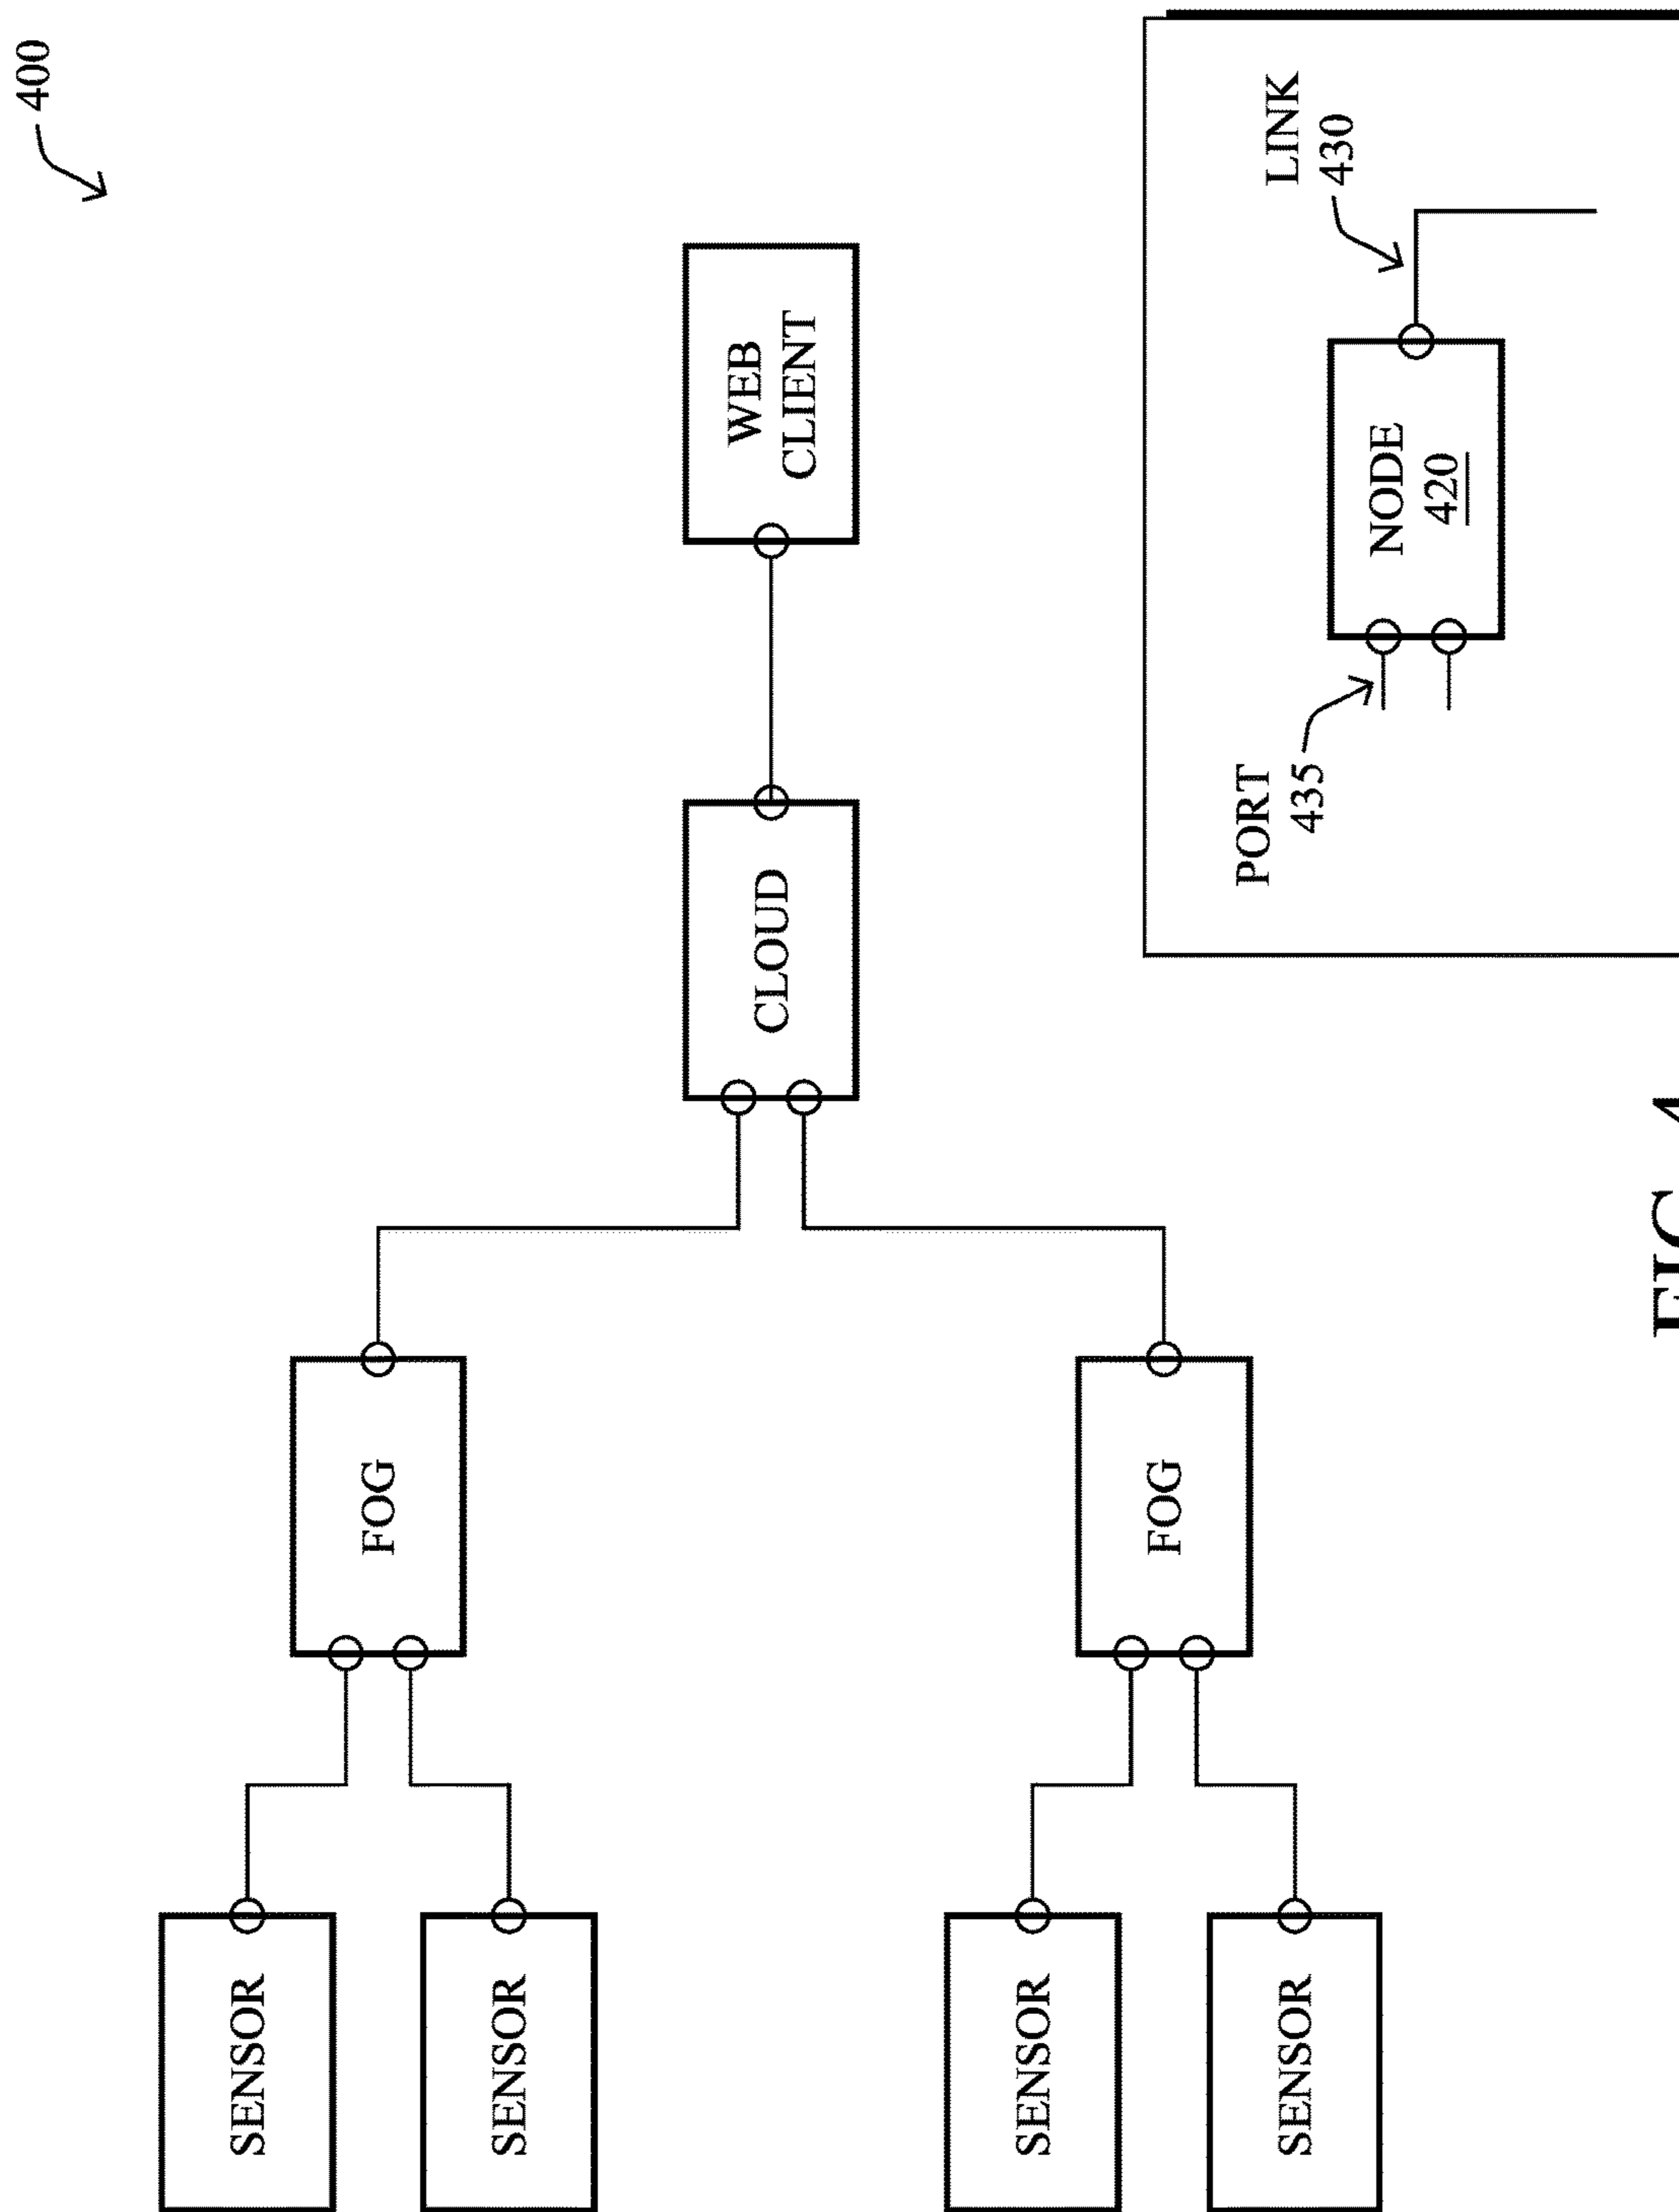 400
SENSOR
SENSOR
SENSOR
SENSOR
FOG
FOG
CLOUD
WEB
CLIENT
PORT
435
NODE
420
LINK
430